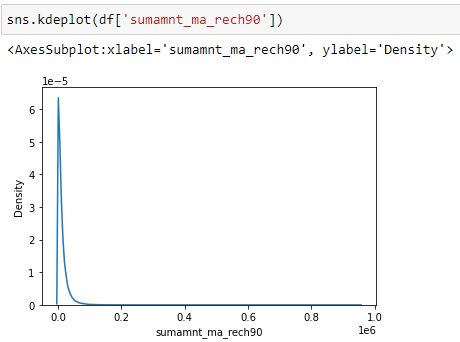 sns.kdeplot(df['sumamnt_ma_rech90'])
<AxesSubplot:xlabel='sumamnt_ma_rech90', ylabel='Density'>
1e−5
6
5
4
3
2
1
0
Density
0.0 0.2 0.4 0.6 0.8 1.0
sumamnt_ma_rech90
1e6